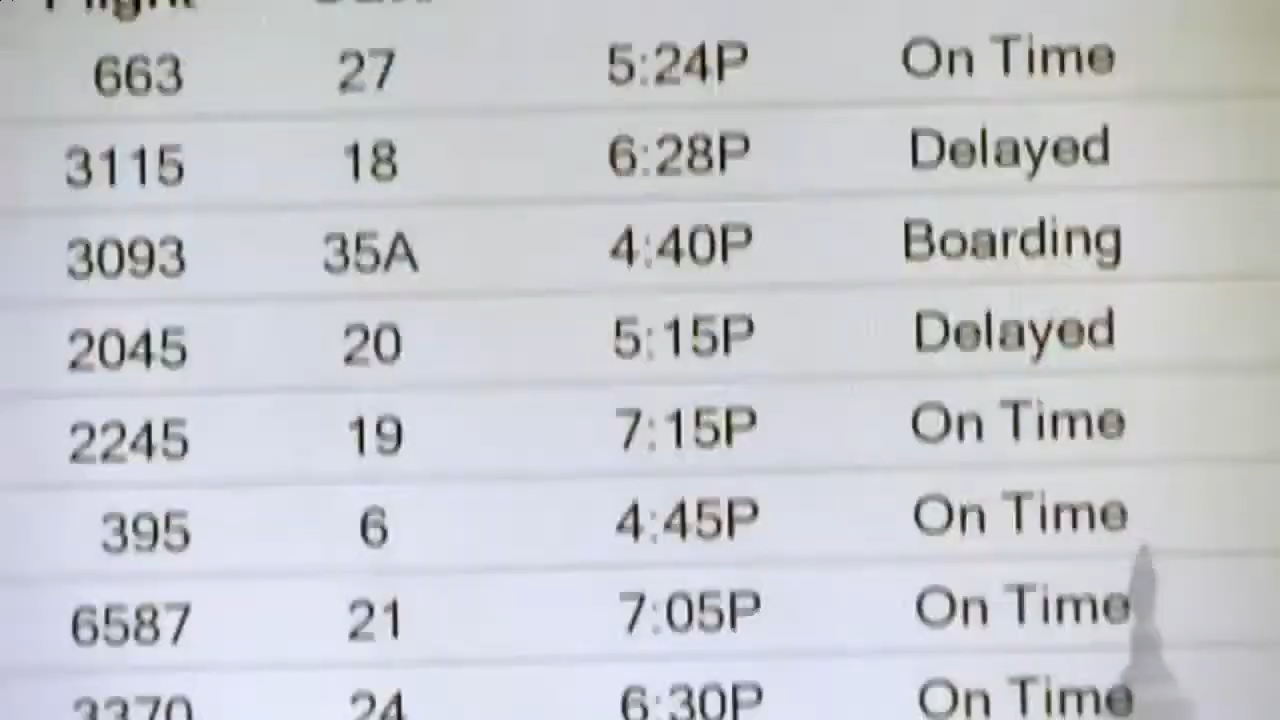 Flight
663 27 5:24P On Time
3115 18 6:28P Delayed
3093 35A 4:40P Boarding
2045 20 5:15P Delayed
2245 19 7:15P On Time
395 6 4:45P On Time
6587 21 7:05P On Time
3370 24 6:30P On Time